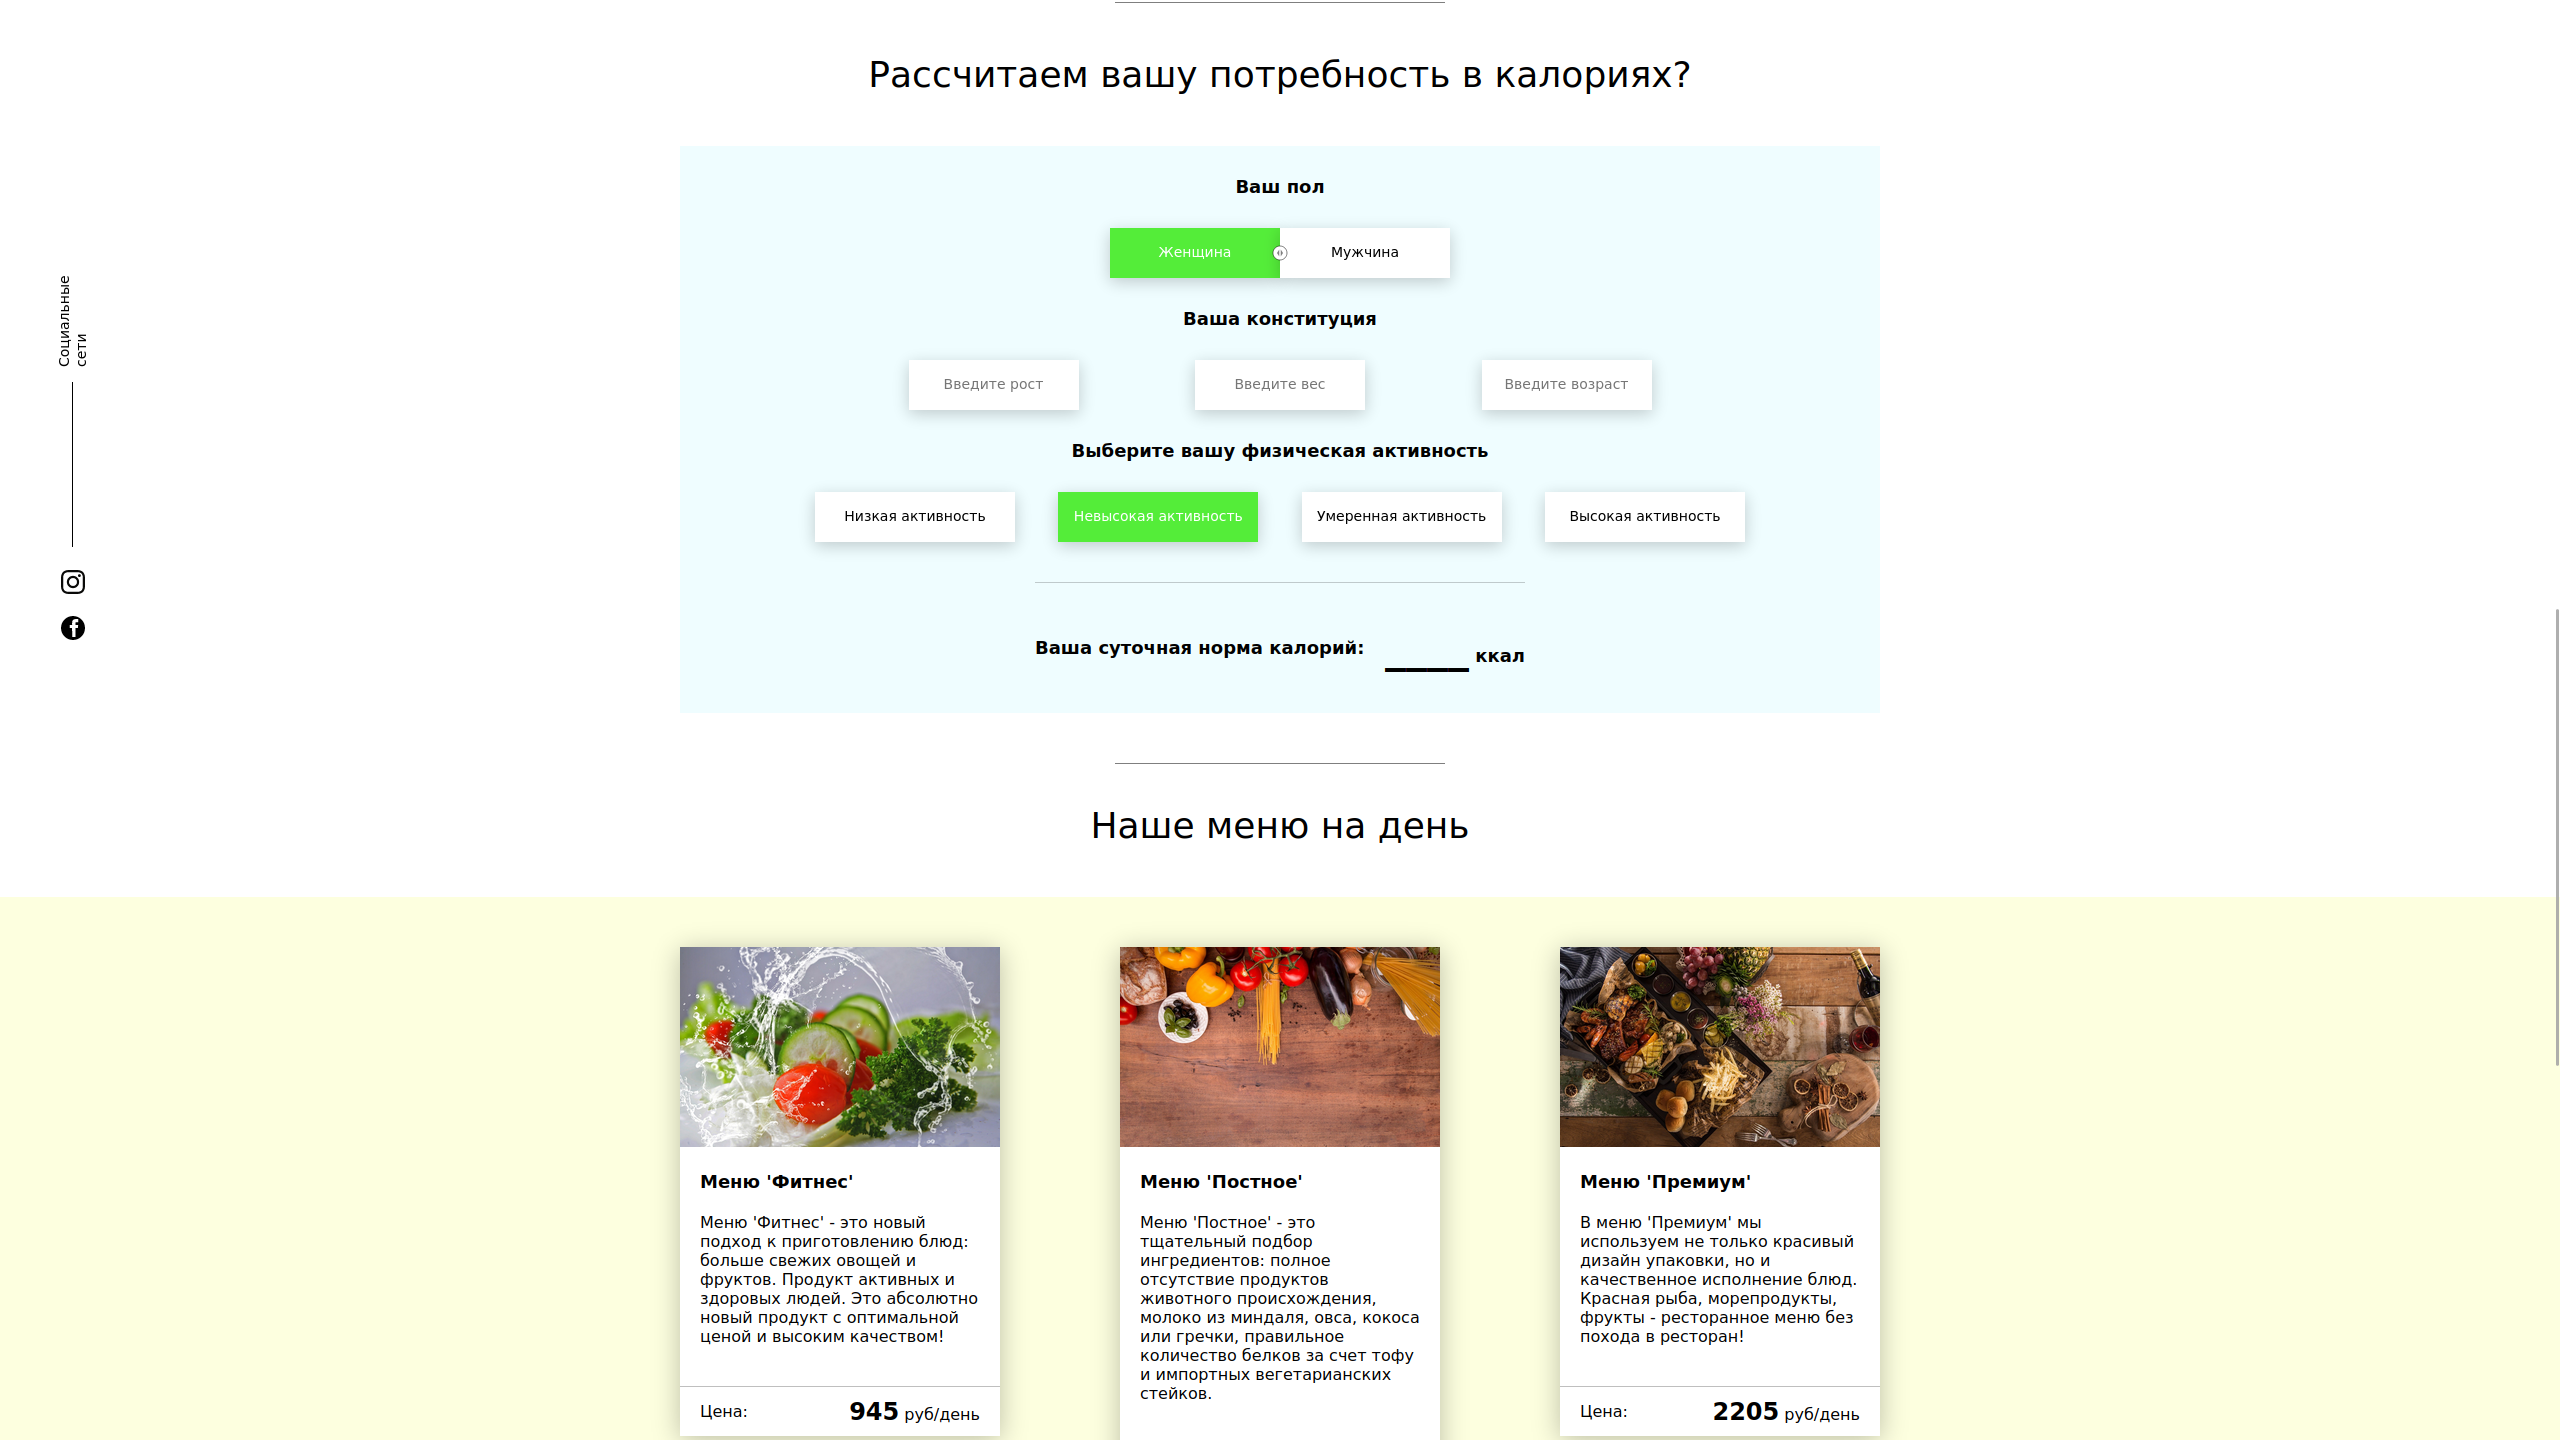 Рассчитаем вашу потребность в калориях?
Ваш пол
Женщина
Мужчина
Ваша конституция
Введите рост
Введите вес
Введите возраст
Выберите вашу физическая активность
Низкая активность
Невысокая активность
Умеренная активность
Высокая активность
Ваша суточная норма калорий:
____ ккал
Социальные
сети
Наше меню на день
Меню 'Фитнес'
Меню 'Фитнес' - это новый
подход к приготовлению блюд:
больше свежих овощей и
фруктов. Продукт активных и
здоровых людей. Это абсолютно
новый продукт с оптимальной
ценой и высоким качеством!
Цена:
945 руб/день
Меню 'Постное'
Меню 'Постное' - это
тщательный подбор
ингредиентов: полное
отсутствие продуктов
животного происхождения,
молоко из миндаля, овса, кокоса
или гречки, правильное
количество белков за счет тофу
и импортных вегетарианских
стейков.
Меню 'Премиум'
В меню 'Премиум' мы
используем не только красивый
дизайн упаковки, но и
качественное исполнение блюд.
Красная рыба, морепродукты,
фрукты - ресторанное меню без
похода в ресторан!
Цена:
2205 руб/день